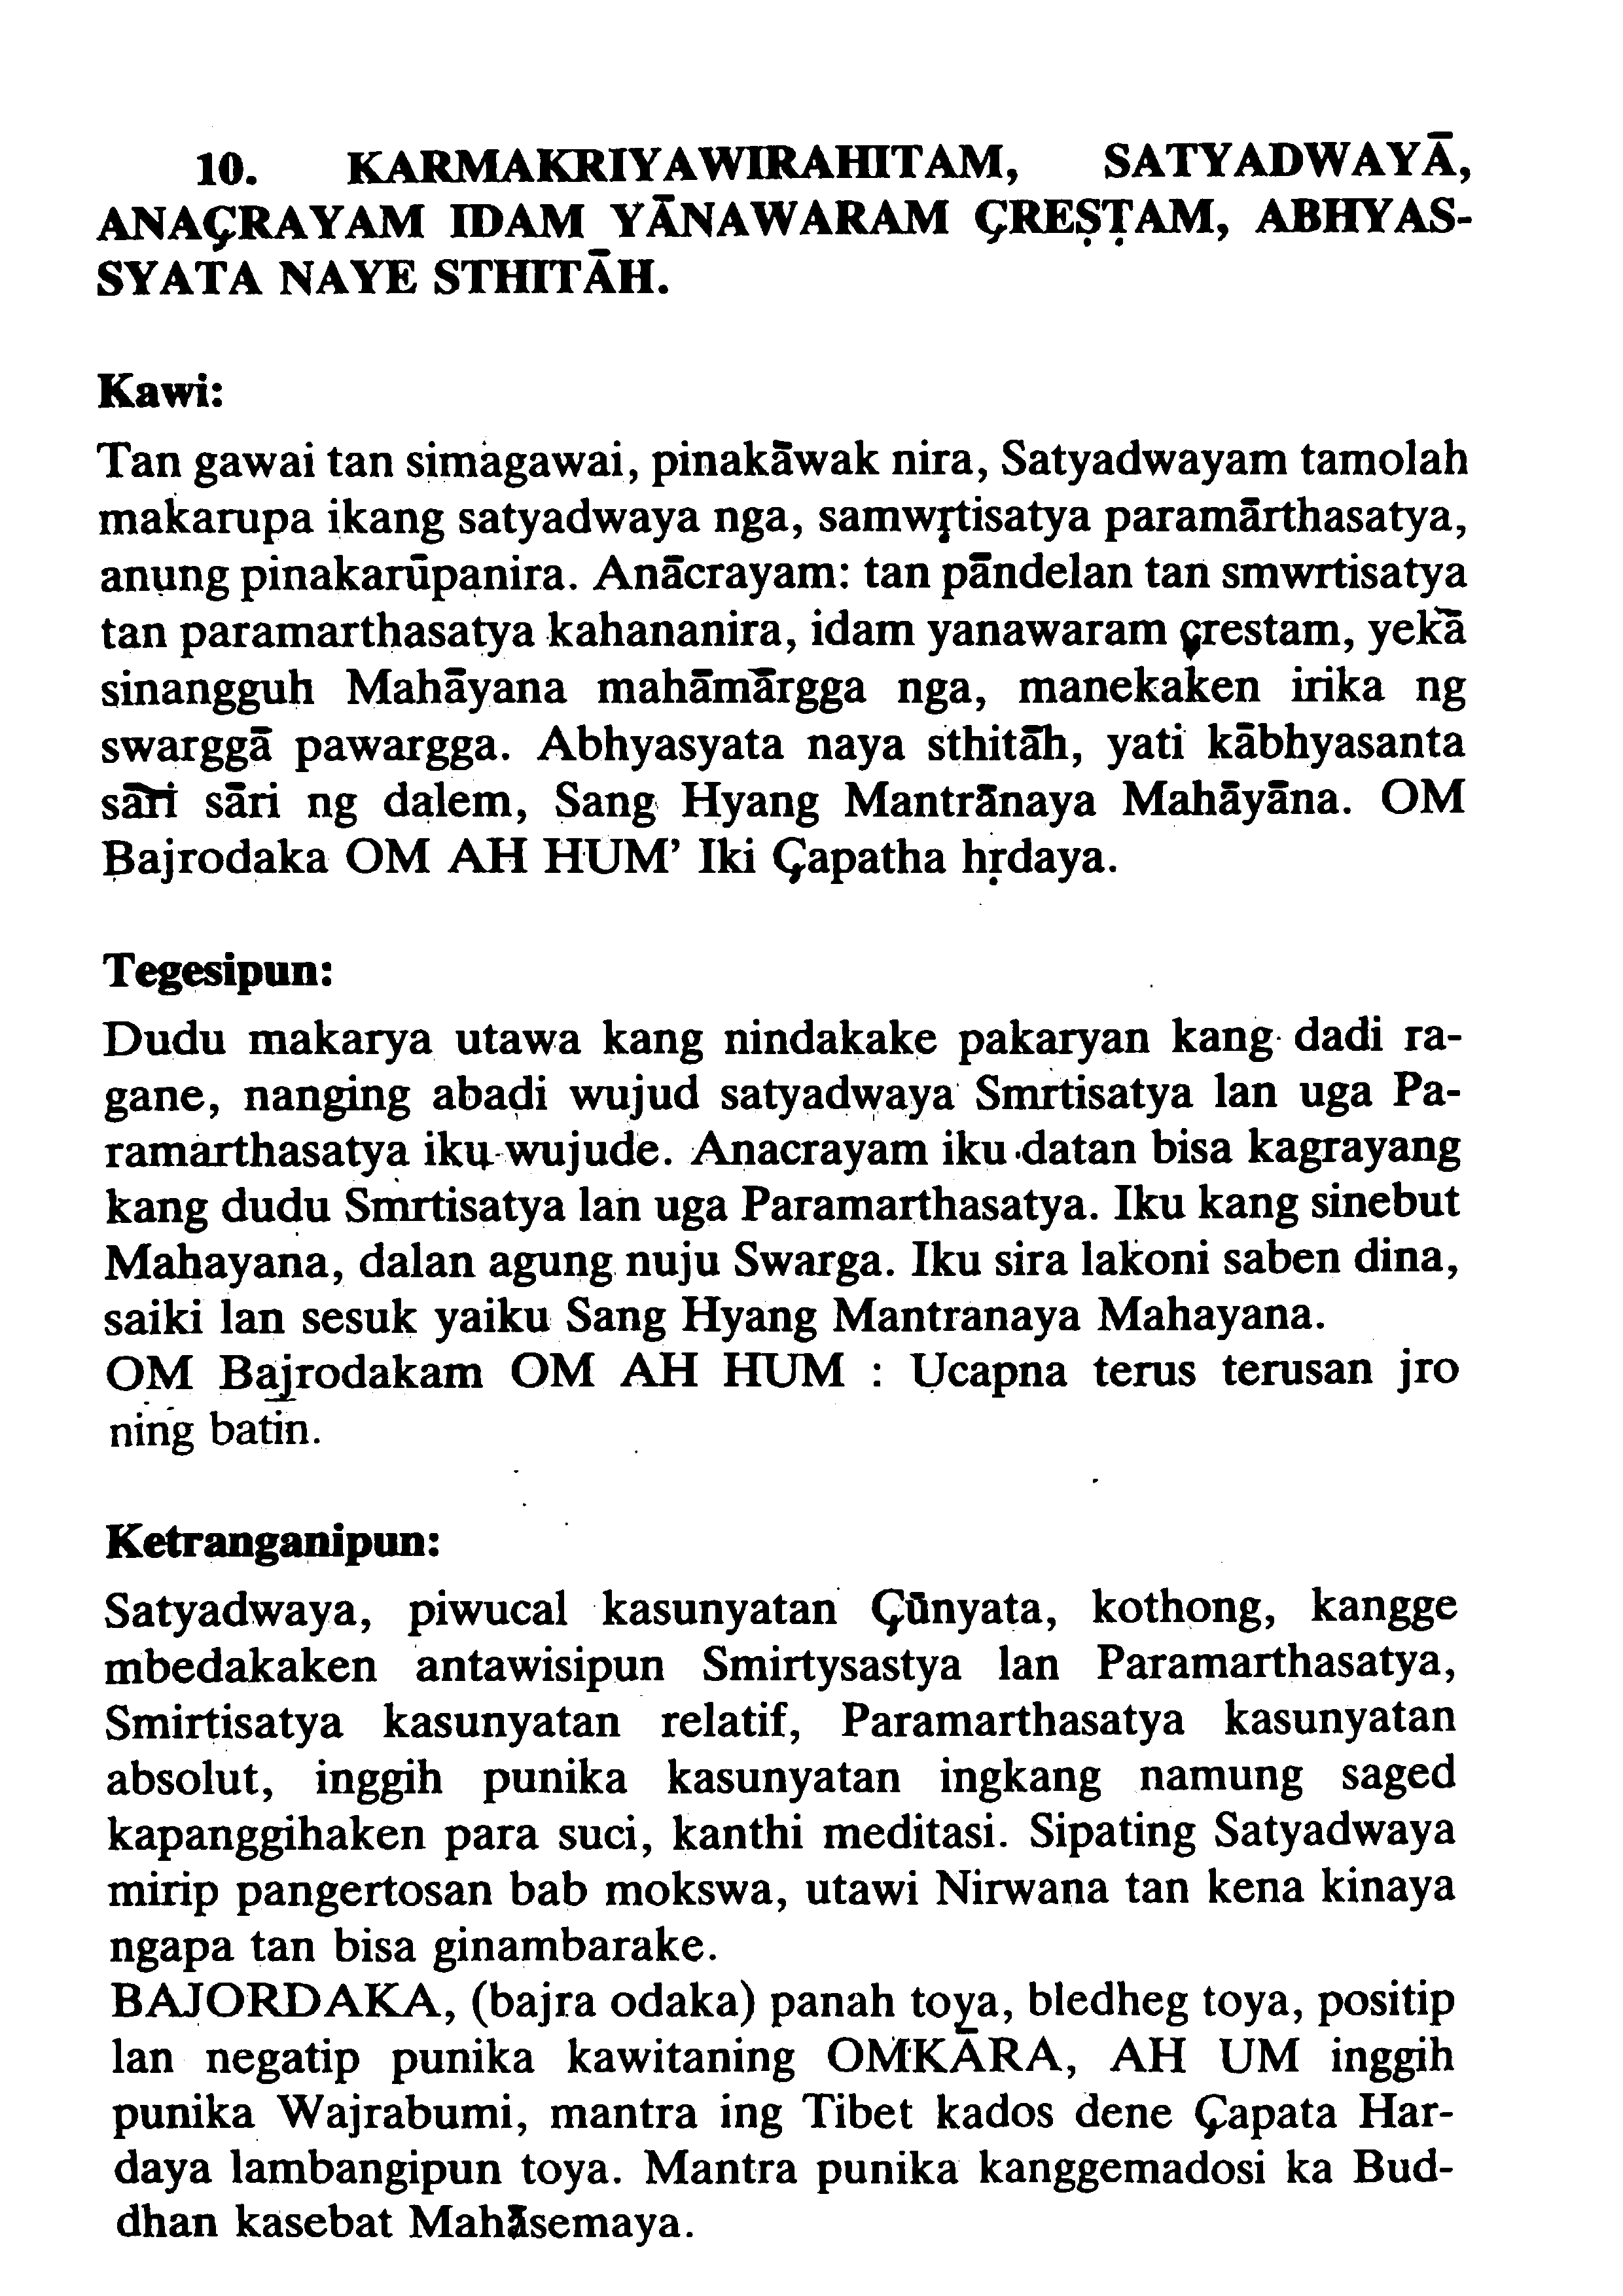 10. KARMAKRIYAWIRAHITAM, SATYADWAYĀ,
ANAÇRAYAM IDAM YĀNAWARAM ÇREṢṬAM, ABHYAS-
SYATA NAYE STHITĀH.
Kawi:
Tan gawai tan simagawai, pinakāwak nira, Satyadwayam tamolah
makarupa ikang satyadwaya nga, samwṛtisatya paramārthasatya,
anung pinakarūpanira. Anācrayam: tan pāndelan tan smwrtisatya
tan paramarthasatya kahananira, idam yanawaram çrestam, yekā
sinangguh Mahāyana mahāmārgga nga, manekaken irika ng
swarggā pawargga. Abhyasyata naya sthitāh, yati kābhyasanta
sāri sāri ng dalem, Sang Hyang Mantrānaya Mahāyāna. OM
Bajrodaka OM AH HUM’ Iki Çapatha hṛdaya.
Tegesipun:
Dudu makarya utawa kang nindakake pakaryan kang dadi ra-
gane, nanging abadi wujud satyadwaya Smrtisatya lan uga Pa-
ramarthasatya iku wujude. Anacrayam iku datan bisa kagrayang
kang dudu Smrtisatya lan uga Paramarthasatya. Iku kang sinebut
Mahayana, dalan agung nuju Swarga. Iku sira lakoni saben dina,
saiki lan sesuk yaiku Sang Hyang Mantranaya Mahayana.
OM Bajrodakam OM AH HUM : Ucapna terus terusan jro
ning batin.
Ketranganipun:
Satyadwaya, piwucal kasunyatan Çūnyata, kothong, kangge
mbedakaken antawisipun Smirtysastya lan Paramarthasatya,
Smirtisatya kasunyatan relatif, Paramarthasatya kasunyatan
absolut, inggih punika kasunyatan ingkang namung saged
kapanggihaken para suci, kanthi meditasi. Sipating Satyadwaya
mirip pangertosan bab mokswa, utawi Nirwana tan kena kinaya
ngapa tan bisa ginambarake.
BAJORDAKA, (bajra odaka) panah toya, bledheg toya, positip
lan negatip punika kawitaning OMKĀRA, AH UM inggih
punika Wajrabumi, mantra ing Tibet kados dene Çapata Har-
daya lambangipun toya. Mantra punika kanggemadosi ka Bud-
dhan kasebat Mahāsemaya.